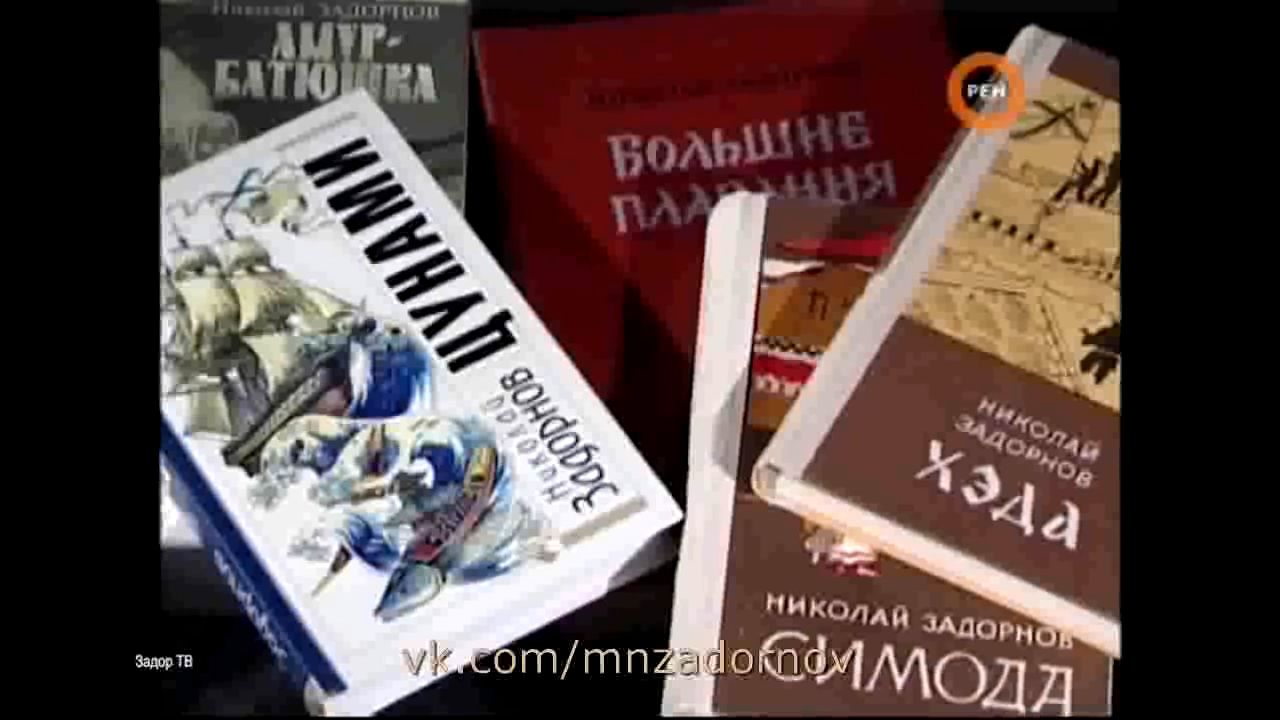 Николай ЗАДОРНОВ
АМУР-
БАТЮШКА
ЦУНАМИ
Николай
Задорнов
БОЛЬШИЕ
ПЛАВАНИЯ
РЕН
НИКОЛАЙ
ЗАДОРНОВ
ХЭДА
НИКОЛАЙ ЗАДОРНОВ
СИМОДА
Задор ТВ
vk.com/mnzadornov